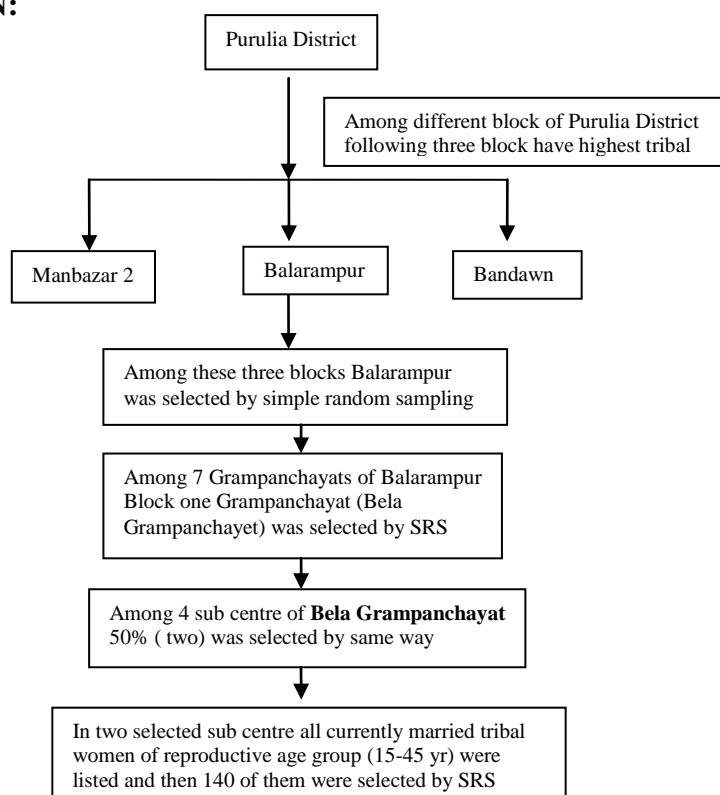 N:
Purulia District
Among different block of Purulia District
following three block have highest tribal
Manbazar 2
Balarampur
Bandawn
Among these three blocks Balarampur
was selected by simple random sampling
Among 7 Grampanchayats of Balarampur
Block one Grampanchayat (Bela
Grampanchayet) was selected by SRS
Among 4 sub centre of Bela Grampanchayat
50% ( two) was selected by same way
In two selected sub centre all currently married tribal
women of reproductive age group (15-45 yr) were
listed and then 140 of them were selected by SRS